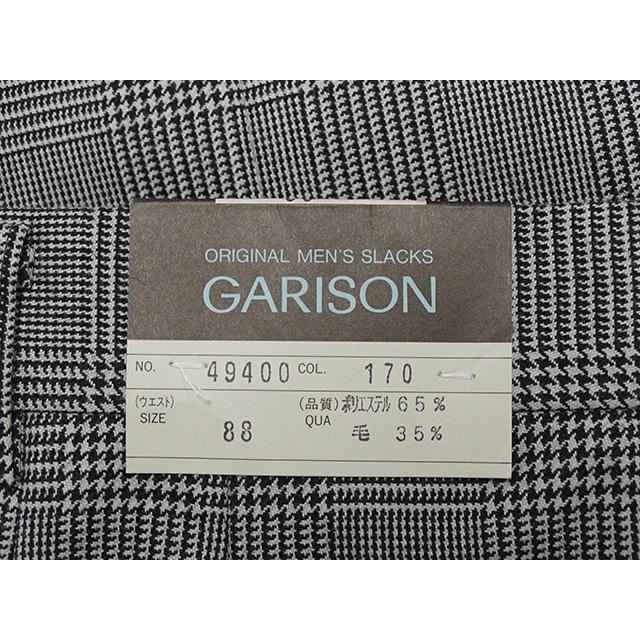 ORIGINAL MEN'S SLACKS
GARISON
NO. 49400 COL. 170
(ウエスト) (品質) ポリエステル 65%
SIZE 88 QUA 毛 35%